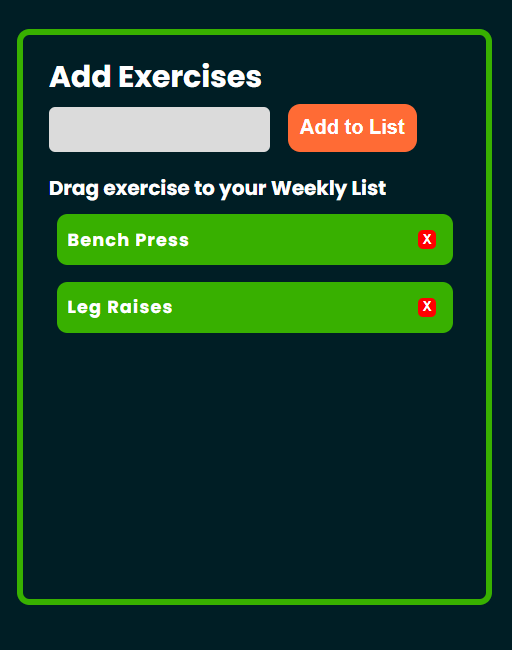 Add Exercises
Add to List
Drag exercise to your Weekly List
Bench Press X
Leg Raises X